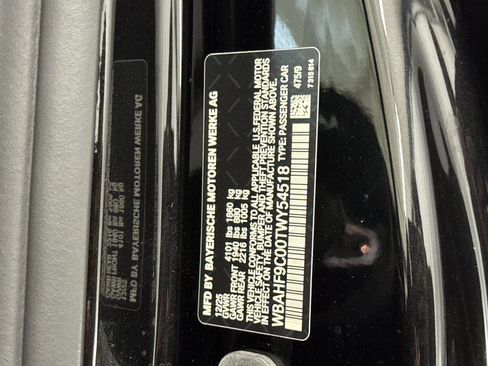 MFD BY BAYERISCHE MOTOREN WERKE AG
12/25
GVWR 4101 lbs 1860 kg
GAWR FRONT 1940 lbs 880 kg
GAWR REAR 2216 lbs 1005 kg
THIS VEHICLE CONFORMS TO ALL APPLICABLE U.S.FEDERAL MOTOR
VEHICLE SAFETY, BUMPER AND THEFT PREVENTION STANDARDS
IN EFFECT ON THE DATE OF MANUFACTURE SHOWN ABOVE.
WBAHF9C00TWY54518 TYPE: PASSENGER CAR
475/9
7315614
BAYERISCHE MOTOREN WERKE AG